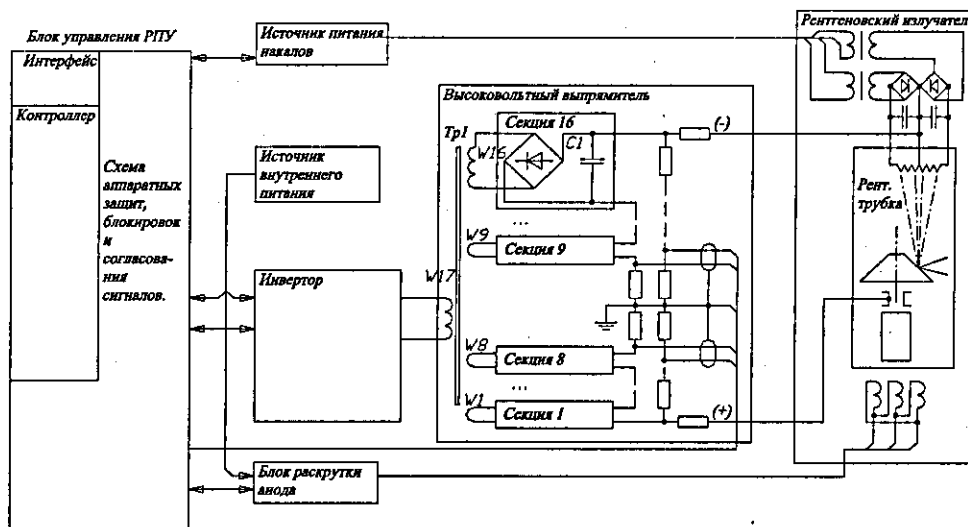 Блок управления РПУ
Интерфейс
Контроллер
Схема
аппаратных
защит,
блокировок
и
согласова-
ния
сигналов.
Источник питания
накалов
Источник
внутреннего
питания
Инвертор
W17
Блок раскрутки
анода
Высоковольтный выпрямитель
Тр1
Секция 16
W16
C1
(-)
...
W9
Секция 9
W8
Секция 8
...
W1
Секция 1
(+)
Рентгеновский излучател
Рент.
трубка